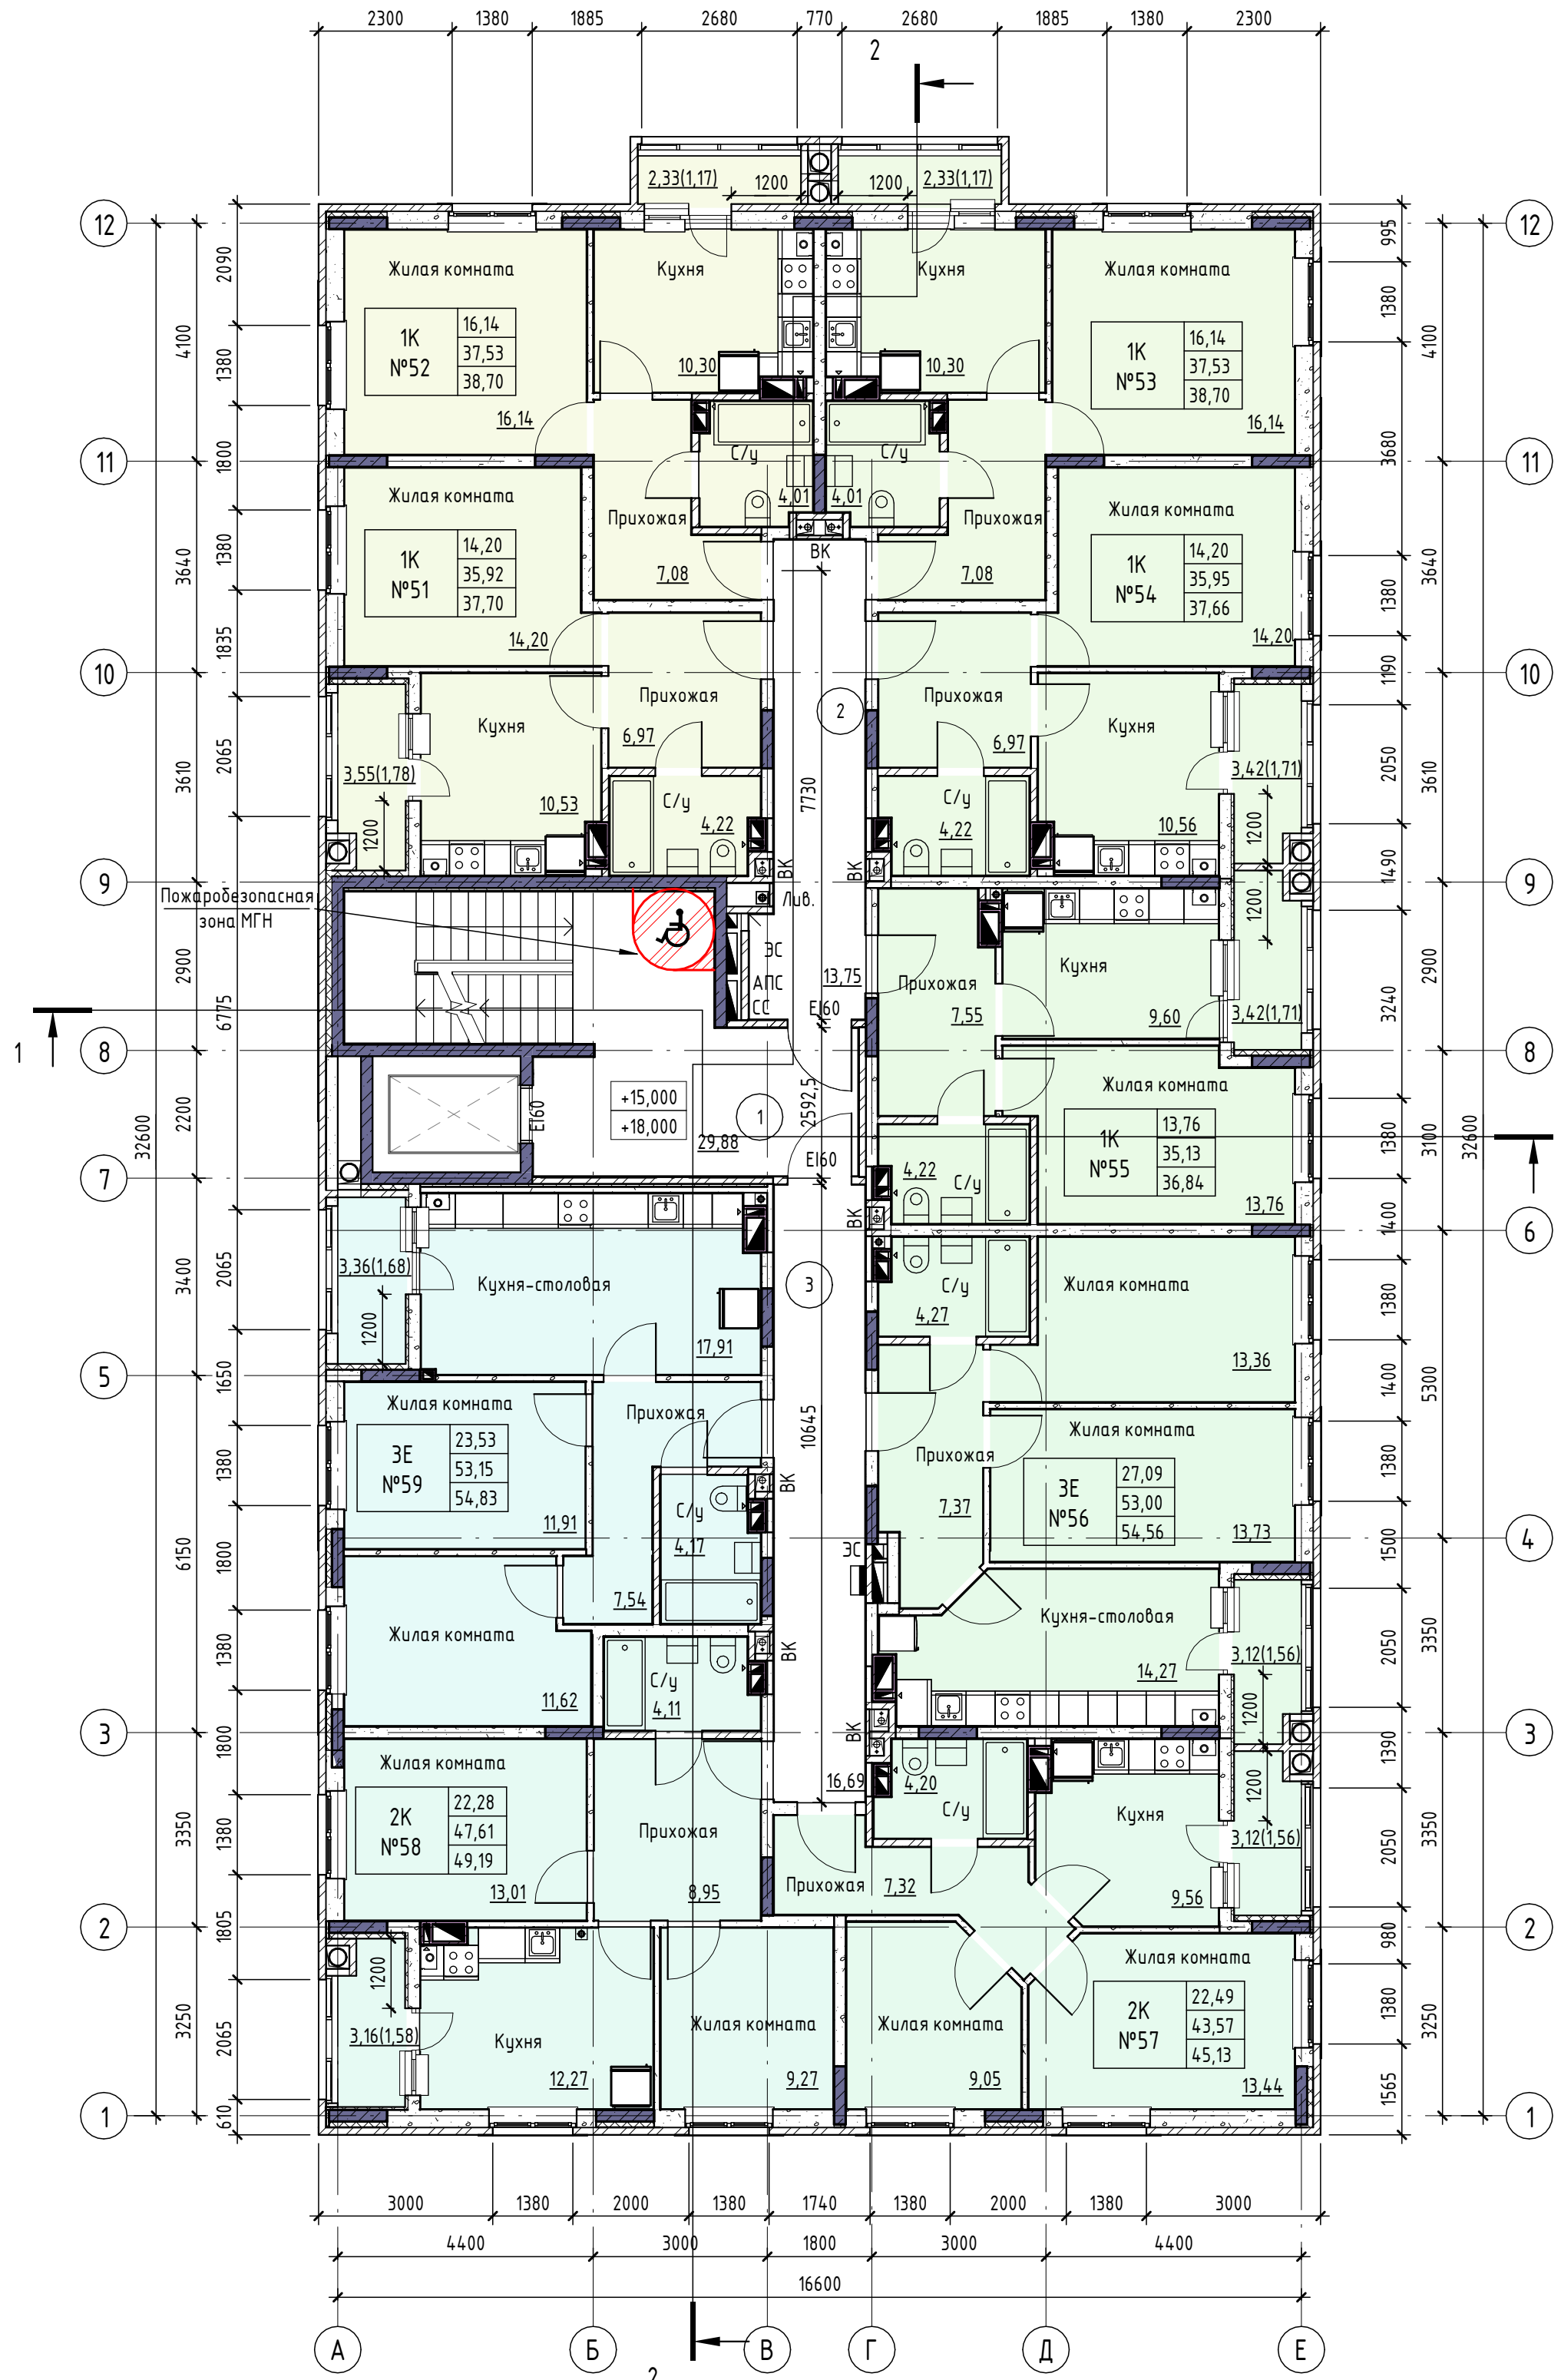 2300 1380 1885 2680 770 2680 1885 1380 2300
2
2,33(1,17) 1200 1200 2,33(1,17)
12 12
Жилая комната Кухня Кухня Жилая комната
1К №52 16,14 37,53 38,70
1К №53 16,14 37,53 38,70
16,14 10,30 10,30 16,14
11 11
С/у С/у
4,01 4,01
Жилая комната Прихожая Прихожая Жилая комната
1К №51 14,20 35,92 37,70
1К №54 14,20 35,95 37,66
ВК
7,08 7,08
14,20 14,20
10 10
Прихожая Прихожая
Кухня 2 Кухня
6,97 6,97
3,55(1,78) 3,42(1,71)
7730
10,53 С/у С/у 10,56
1200 4,22 4,22 1200
ВК ВК
9 9
Пожаробезопасная
зона МГН
Лив.
1200
ЭС
АПС
СС
13,75 EI60
Прихожая Кухня
7,55 9,60 3,42(1,71)
1
8 8
Жилая комната
EI60
+15,000
+18,000
1
29,88
2592,5
EI60
1К №55 13,76 35,13 36,84
4,22 С/у 13,76
1
7
ВК
6
3,36(1,68) Кухня-столовая 3 Жилая комната
1200 С/у
4,27
17,91 13,36
5
Жилая комната Прихожая Жилая комната
10645
Прихожая
3Е №59 23,53 53,15 54,83
3Е №56 27,09 53,00 54,56
ВК
С/у
11,91 4,17 7,37 13,73
4
ЭС
7,54 Кухня-столовая
Жилая комната ВК
С/у
11,62 4,11 14,27 3,12(1,56)
1200
ВК
3 3
Жилая комната
16,69 4,20 С/у 1200
2К №58 22,28 47,61 49,19
Прихожая Кухня 3,12(1,56)
13,01 8,95 Прихожая 7,32 9,56
2 2
1200 Жилая комната
2К №57 22,49 43,57 45,13
3,16(1,58) Кухня Жилая комната Жилая комната
12,27 9,27 9,05 13,44
1 1
2090 1380 1800 1380 1835 2065 6775 2065 1650 1380 1800 1380 1800 1380 1805 2065 610
4100 3640 3610 2900 2200 3400 6150 3350 3250
32600
995 1380 3680 1380 1190 2050 1490 3240 1380 1400 1380 1400 1380 1500 2050 1390 2050 980 1380 1565
4100 3640 3610 2900 3100 5300 3350 3350 3250
32600
3000 1380 2000 1380 1740 1380 2000 1380 3000
4400 3000 1800 3000 4400
16600
А Б В Г Д Е
2